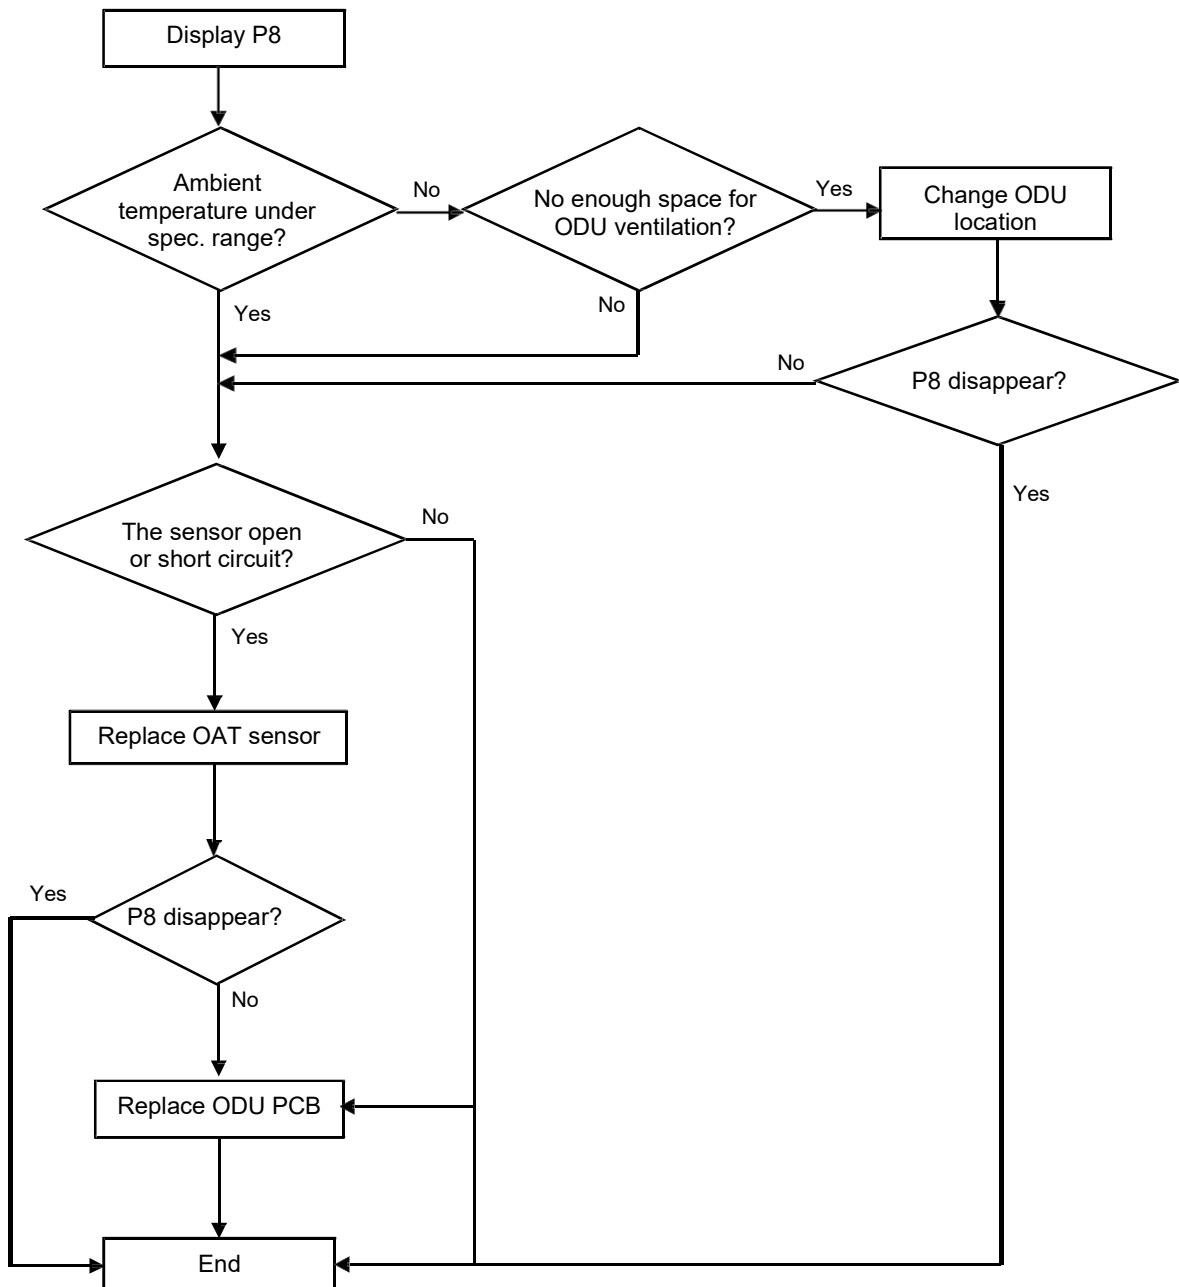 Display P8
Ambient
temperature under
spec. range?
No
No enough space for
ODU ventilation?
Yes
Change ODU
location
Yes
No
No
P8 disappear?
Yes
The sensor open
or short circuit?
No
Yes
Replace OAT sensor
Yes
P8 disappear?
No
Replace ODU PCB
End